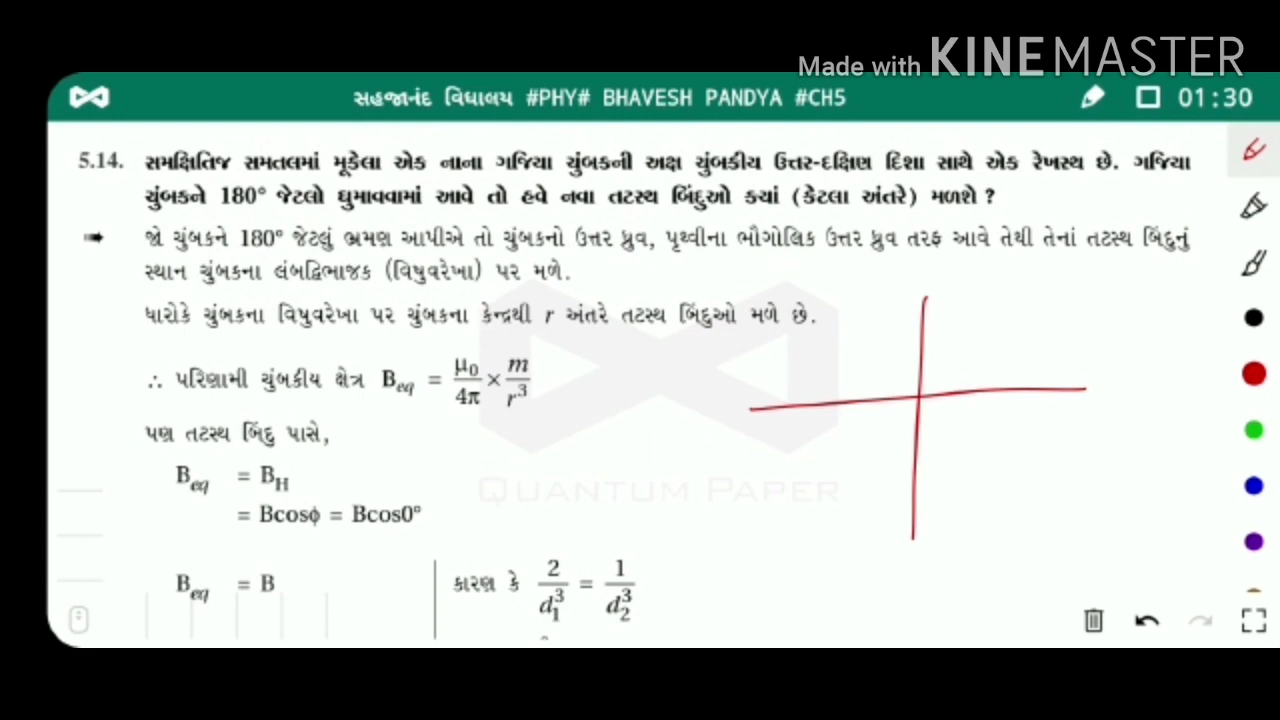 Made with KINEMASTER
સહજાનંદ વિદ્યાલય #PHY# BHAVESH PANDYA #CH5
01:30
5.14. સમક્ષિતિજ સમતલમાં મૂકેલા એક નાના ગજિયા ચુંબકની અક્ષ ચુંબકીય ઉત્તર-દક્ષિણ દિશા સાથે એક રેખસ્થ છે. ગજિયા
ચુંબકને 180° જેટલો ઘુમાવવામાં આવે તો હવે નવા તટસ્થ બિંદુઓ ક્યાં (કેટલા અંતરે) મળશે ?
➠ જો ચુંબકને 180° જેટલું ભ્રમણ આપીએ તો ચુંબકનો ઉત્તર ધ્રુવ, પૃથ્વીના ભૌગોલિક ઉત્તર ધ્રુવ તરફ આવે તેથી તેનાં તટસ્થ બિંદુનું
સ્થાન ચુંબકના લંબદ્વિભાજક (વિષુવરેખા) પર મળે.
ધારોકે ચુંબકના વિષુવરેખા પર ચુંબકના કેન્દ્રથી r અંતરે તટસ્થ બિંદુઓ મળે છે.
∴ પરિણામી ચુંબકીય ક્ષેત્ર B_eq = μ₀/4π × m/r³
પણ તટસ્થ બિંદુ પાસે,
B_eq = B_H
QUANTUM PAPER
= Bcosϕ = Bcos0°
B_eq = B | કારણ કે 2/d₁³ = 1/d₂³